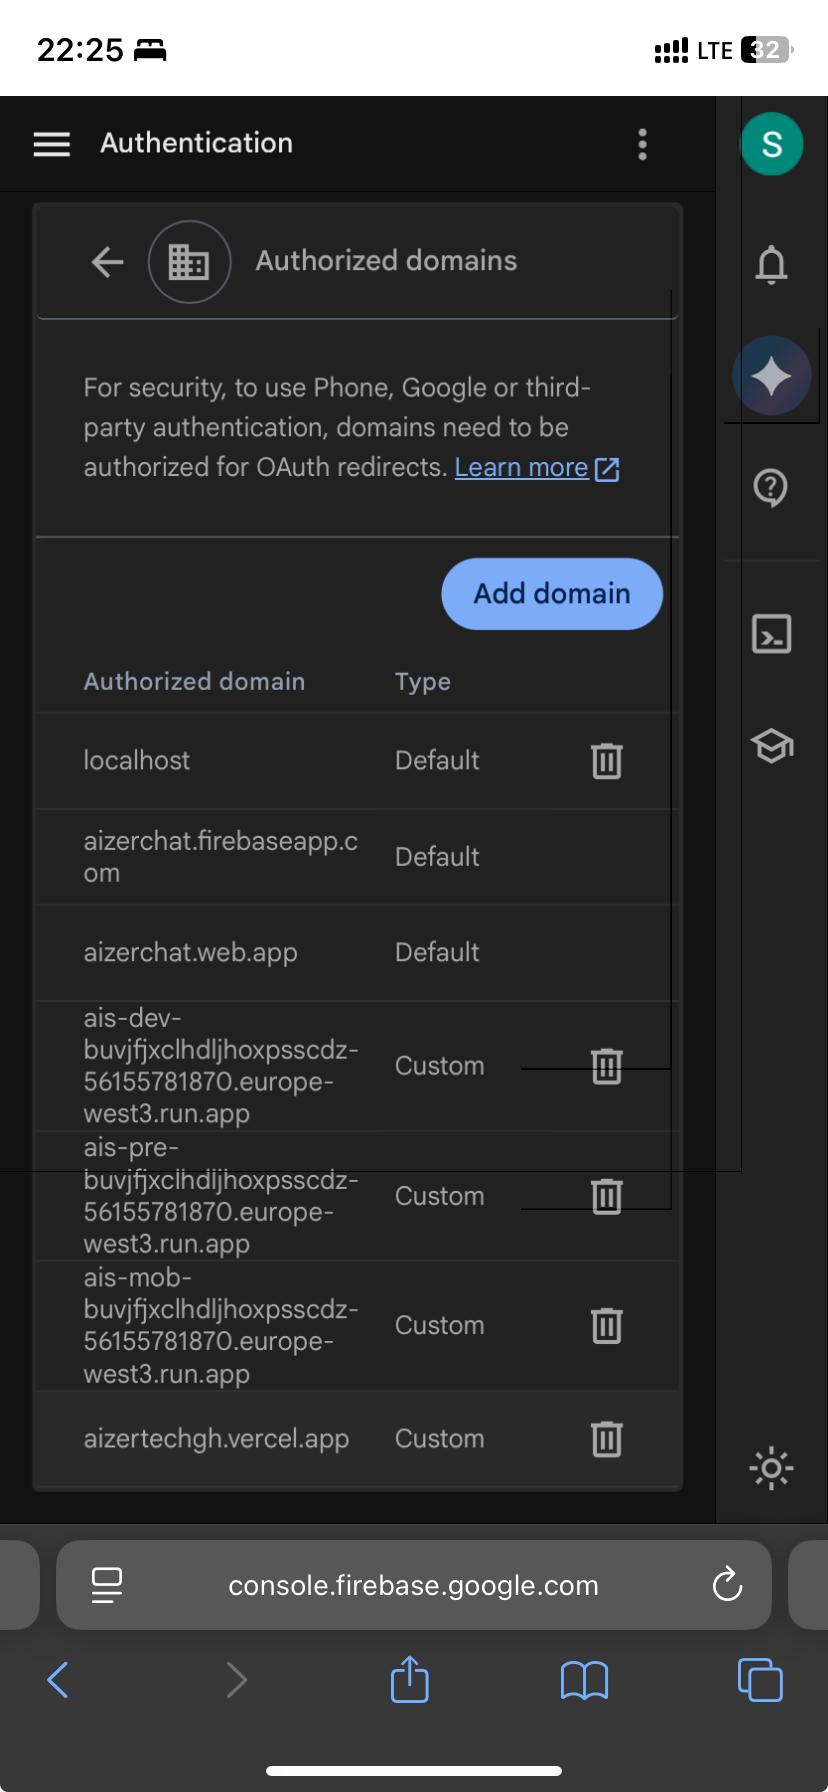 22:25
LTE 32
Authentication
S
Authorized domains
For security, to use Phone, Google or third-
party authentication, domains need to be
authorized for OAuth redirects. Learn more
Add domain
Authorized domain Type
localhost Default
aizerchat.firebaseapp.c
om
Default
aizerchat.web.app Default
ais-dev-
buvjfjxclhdljhoxpsscdz-
56155781870.europe-
west3.run.app
Custom
ais-pre-
buvjfjxclhdljhoxpsscdz-
56155781870.europe-
west3.run.app
Custom
ais-mob-
buvjfjxclhdljhoxpsscdz-
56155781870.europe-
west3.run.app
Custom
aizertechgh.vercel.app Custom
console.firebase.google.com